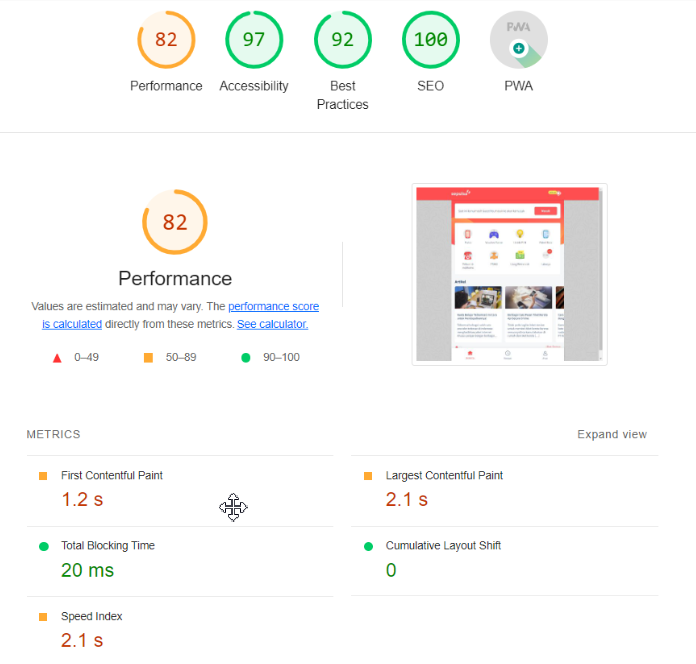 82
97
92
100
PWA
Performance
Accessibility
Best
Practices
SEO
PWA
82
Performance
Values are estimated and may vary. The performance score
is calculated directly from these metrics. See calculator.
0–49
50–89
90–100
Artikel
METRICS
Expand view
First Contentful Paint
1.2 s
Largest Contentful Paint
2.1 s
Total Blocking Time
20 ms
Cumulative Layout Shift
0
Speed Index
2.1 s